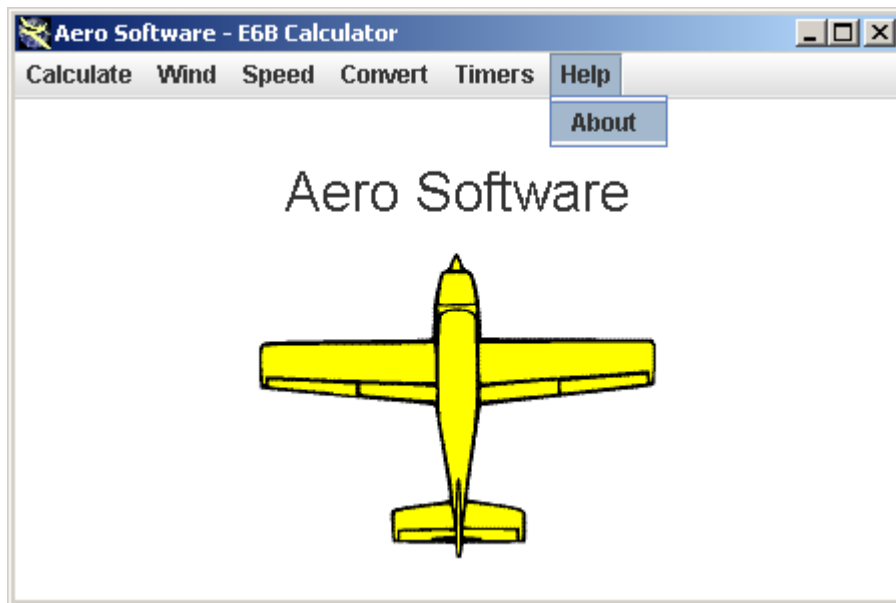 Aero Software - E6B Calculator
Calculate Wind Speed Convert Timers Help
About
Aero Software